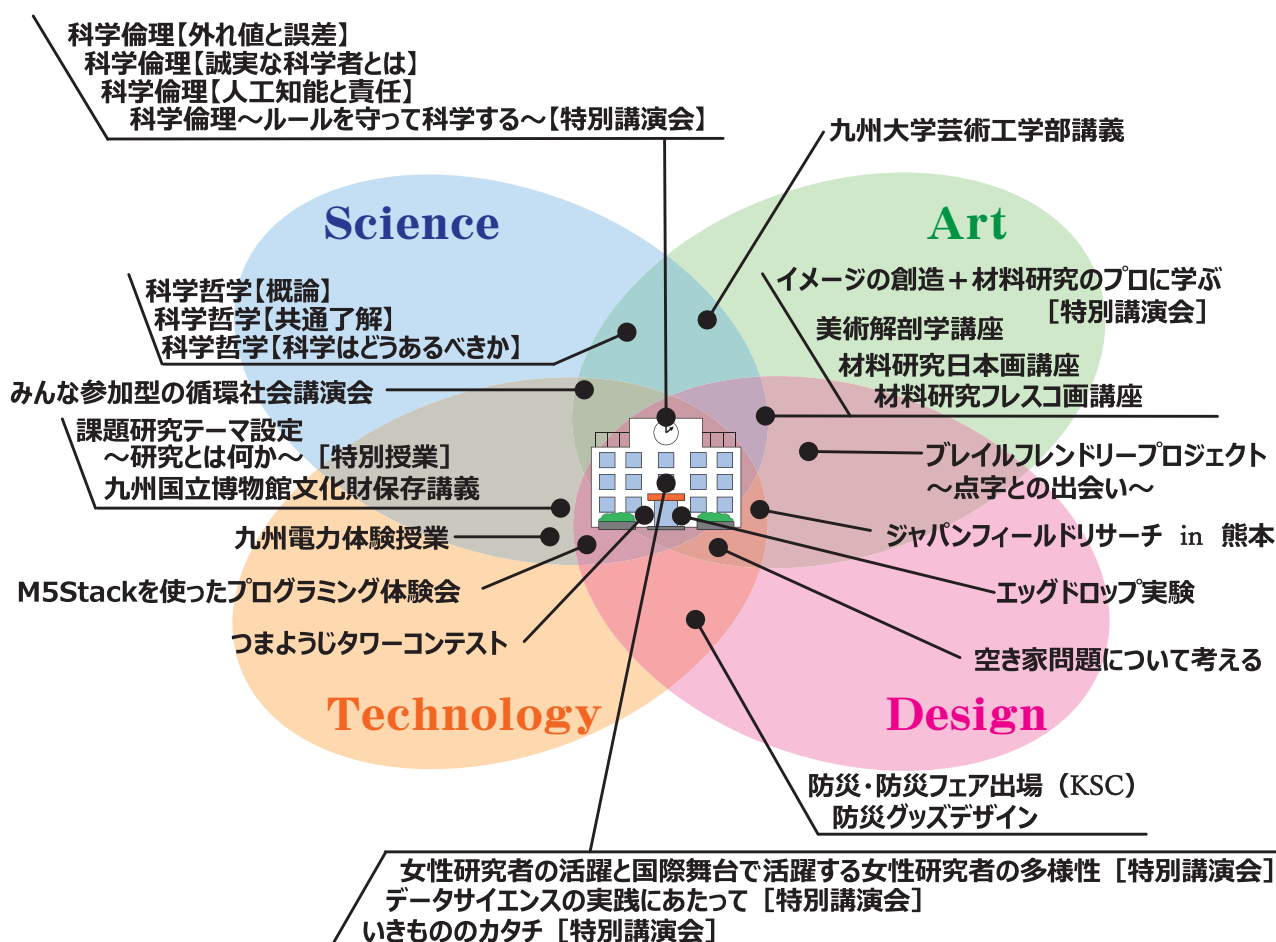 科学倫理【外れ値と誤差】
科学倫理【誠実な科学者とは】
科学倫理【人工知能と責任】
科学倫理～ルールを守って科学する～【特別講演会】
九州大学芸術工学部講義
Science
Art
イメージの創造＋材料研究のプロに学ぶ
［特別講演会］
美術解剖学講座
材料研究日本画講座
材料研究フレスコ画講座
科学哲学【概論】
科学哲学【共通了解】
科学哲学【科学はどうあるべきか】
みんな参加型の循環社会講演会
課題研究テーマ設定
～研究とは何か～［特別授業］
九州国立博物館文化財保存講義
九州電力体験授業
M5Stackを使ったプログラミング体験会
つまようじタワーコンテスト
ブレイルフレンドリープロジェクト
～点字との出会い～
ジャパンフィールドリサーチ in 熊本
エッグドロップ実験
空き家問題について考える
Technology
Design
防災・防災フェア出場（KSC）
防災グッズデザイン
女性研究者の活躍と国際舞台で活躍する女性研究者の多様性［特別講演会］
データサイエンスの実践にあたって［特別講演会］
いきもののカタチ［特別講演会］